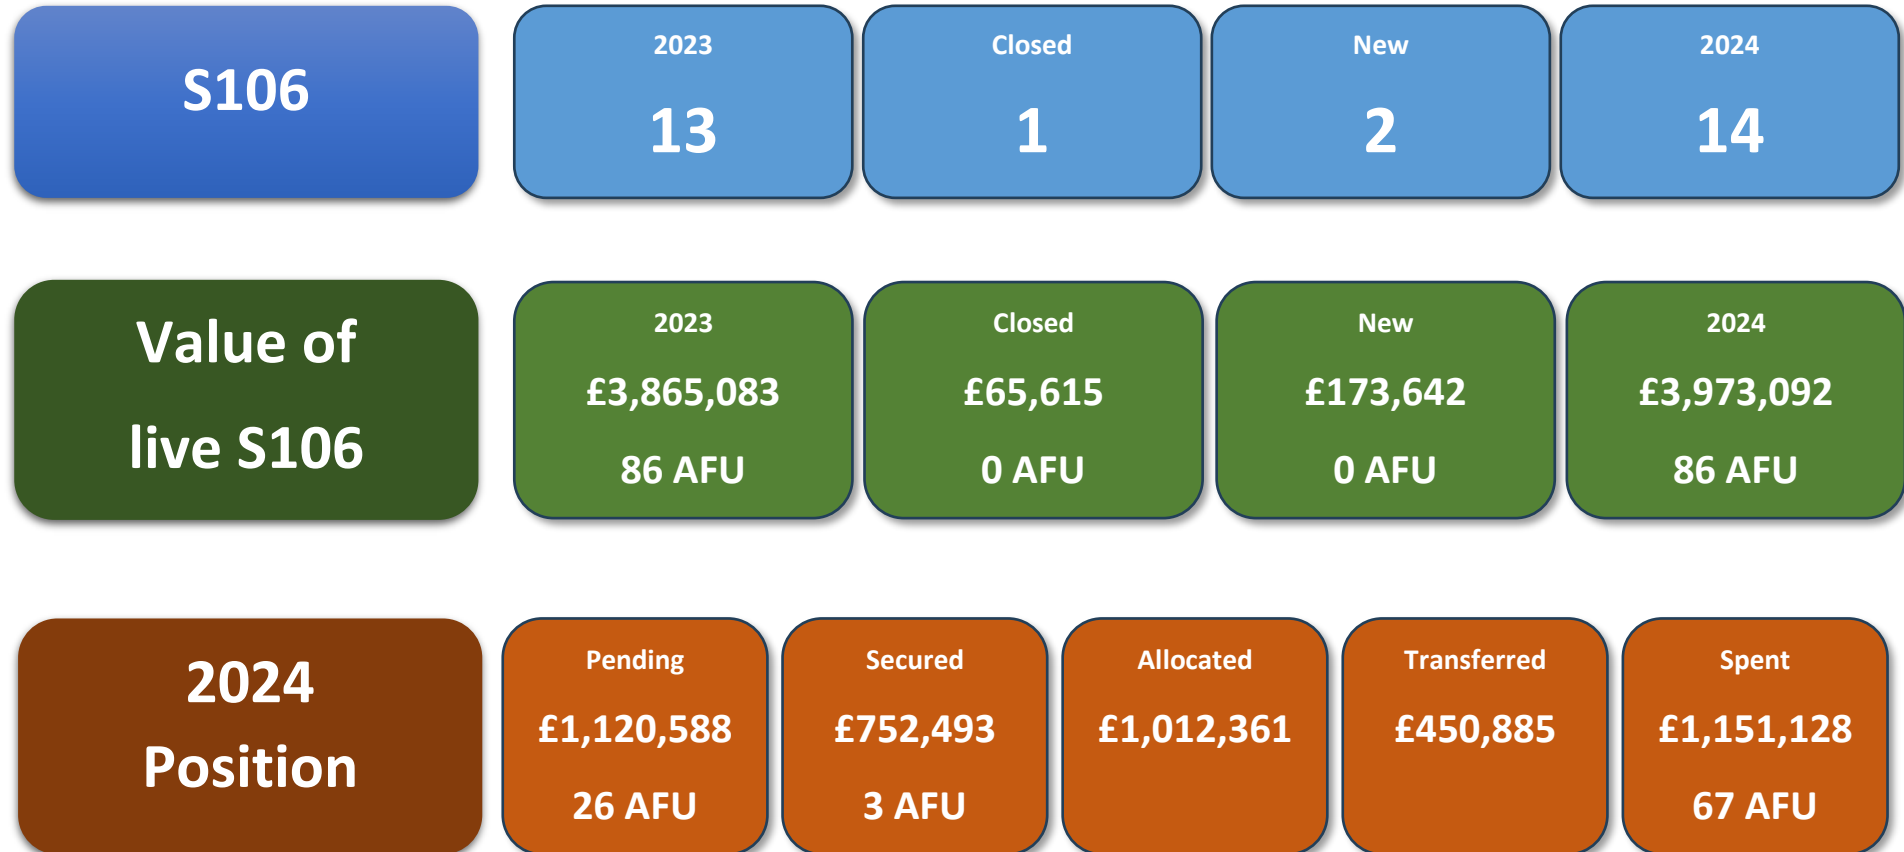 S106
2023
13
Closed
1
New
2
2024
14
Value of
live S106
2023
£3,865,083
86 AFU
Closed
£65,615
0 AFU
New
£173,642
0 AFU
2024
£3,973,092
86 AFU
2024
Position
Pending
£1,120,588
26 AFU
Secured
£752,493
3 AFU
Allocated
£1,012,361
Transferred
£450,885
Spent
£1,151,128
67 AFU